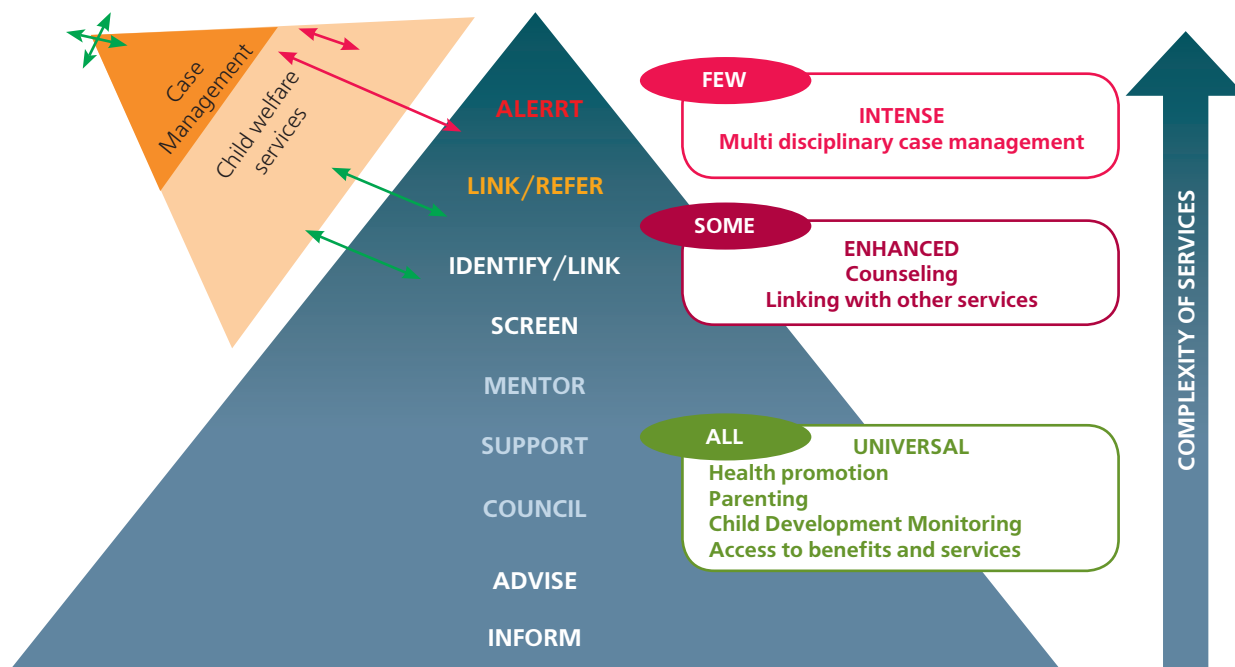 Case
Management
Child welfare
services
ALERRT
LINK/REFER
IDENTIFY/LINK
SCREEN
MENTOR
SUPPORT
COUNCIL
ADVISE
INFORM
FEW
INTENSE
Multi disciplinary case management
SOME
ENHANCED
Counseling
Linking with other services
ALL
UNIVERSAL
Health promotion
Parenting
Child Development Monitoring
Access to benefits and services
COMPLEXITY OF SERVICES